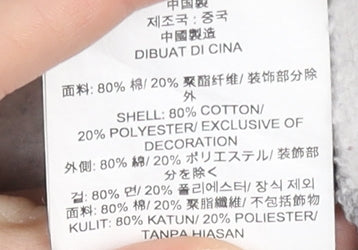 中国製
제조국 : 중국
中國製造
DIBUAT DI CINA
面料: 80% 棉/ 20% 聚酯纤维/ 装饰部分除
外
SHELL: 80% COTTON/
20% POLYESTER/ EXCLUSIVE OF
DECORATION
外側: 80% 綿/ 20% ポリエステル/ 装飾部
分を除く
겉: 80% 면/ 20% 폴리에스터/ 장식 제외
面料: 80% 棉/ 20% 聚脂纖維/ 不包括飾物
KULIT: 80% KATUN/ 20% POLIESTER/
TANPA HIASAN